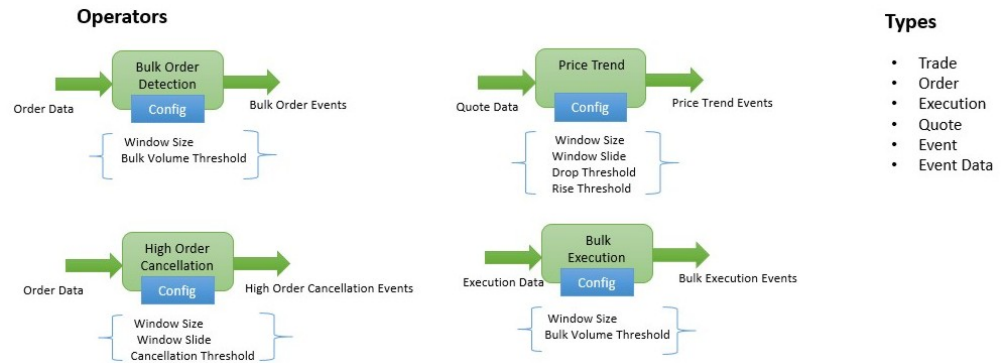 Operators
Types
Bulk Order
Detection
Config
Order Data
Bulk Order Events
Window Size
Bulk Volume Threshold
Price Trend
Config
Quote Data
Price Trend Events
Window Size
Window Slide
Drop Threshold
Rise Threshold
• Trade
• Order
• Execution
• Quote
• Event
• Event Data
High Order
Cancellation
Config
Order Data
High Order Cancellation Events
Window Size
Window Slide
Cancellation Threshold
Bulk
Execution
Config
Execution Data
Bulk Execution Events
Window Size
Bulk Volume Threshold